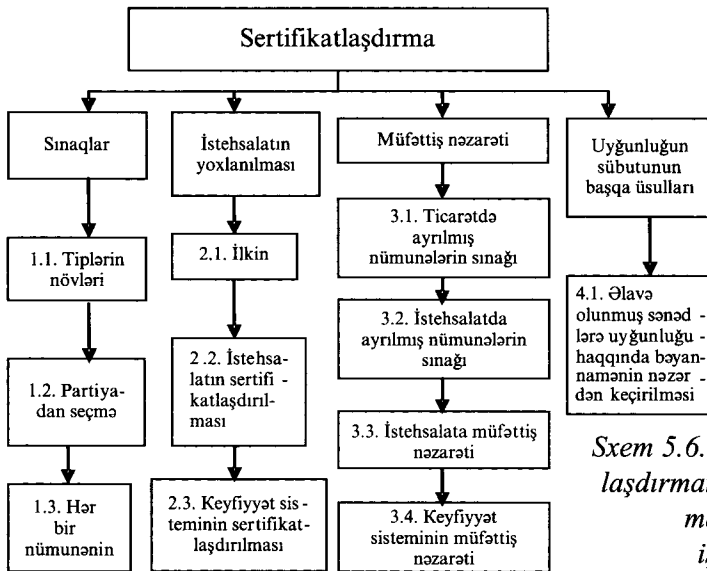 Sertifikatlaşdırma
Sınaqlar
1.1. Tiplərin
növləri
1.2. Partiya-
dan seçmə
1.3. Hər
bir
nümunənin
İstehsalatın
yoxlanılması
2.1. İlkin
2.2. İstehsa-
latın sertifi -
katlaşdırıl-
ması
2.3. Keyfiyyət sis -
teminin sertifikat-
laşdırılması
Müfəttiş nəzarəti
3.1. Ticarətdə
ayrılmış
nümunələrin sınağı
3.2. İstehsalatda
ayrılmış nümunələrin
sınağı
3.3. İstehsalata müfəttiş
nəzarəti
3.4. Keyfiyyət
sisteminin müfəttiş
nəzarəti
Uyğunluğun
sübutunun
başqa üsulları
4.1. Əlavə
olunmuş sənəd -
lərə uyğunluğu -
haqqında bəyan-
namənin nəzər -
dən keçirilməsi
Sxem 5.6.
laşdırma